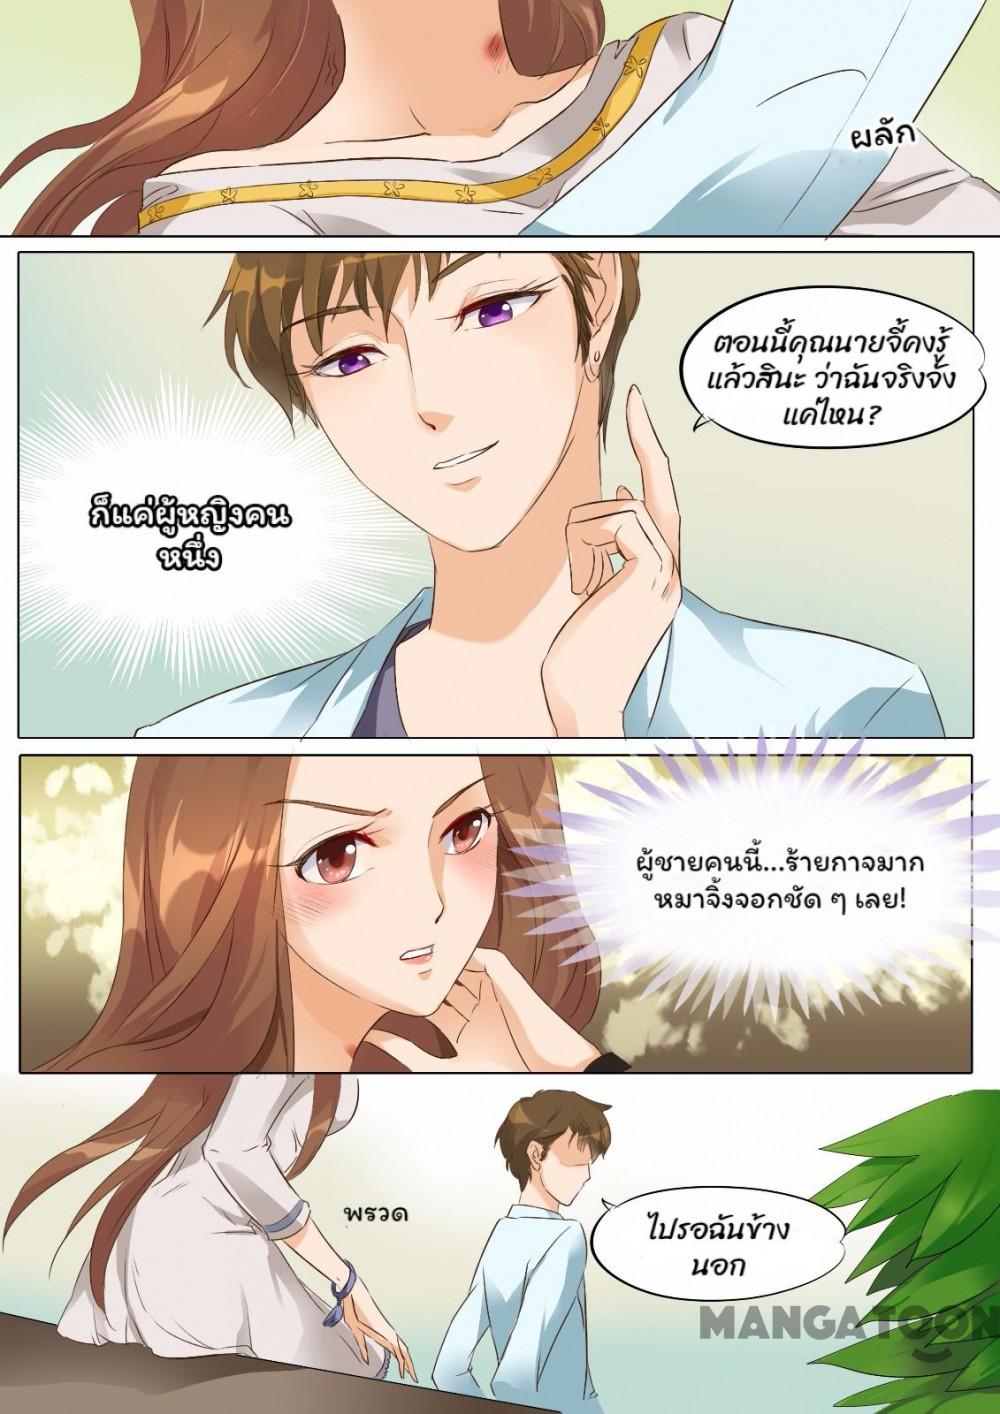 ผลัก
ตอนนี้คุณนายจี้คงรู้
แล้วสินะ ว่าฉันจริงจัง
แค่ไหน?
ก็แค่ผู้หญิงคน
หนึ่ง
ผู้ชายคนนี้...ร้ายกาจมาก
หมาจิ้งจอกชัด ๆ เลย!
พรวด
ไปรอฉันข้าง
นอก
MANGATOON